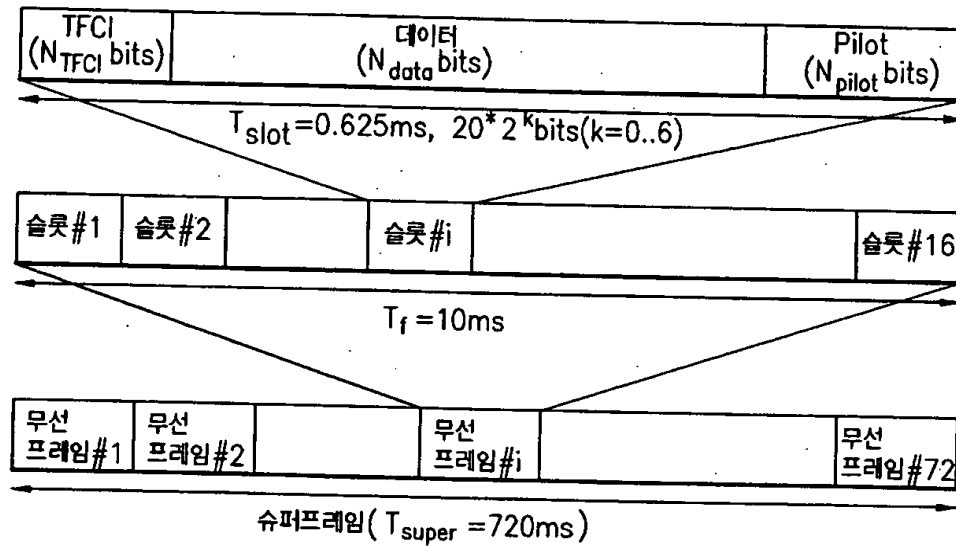 TFCI
(N_TFCI bits)
데이터
(N_data bits)
Pilot
(N_pilot bits)
T_slot=0.625ms, 20*2^k bits(k=0..6)
슬롯#1
슬롯#2
슬롯#i
슬롯#16
T_f=10ms
무선
프레임#1
무선
프레임#2
무선
프레임#i
무선
프레임#72
슈퍼프레임(T_super=720ms)